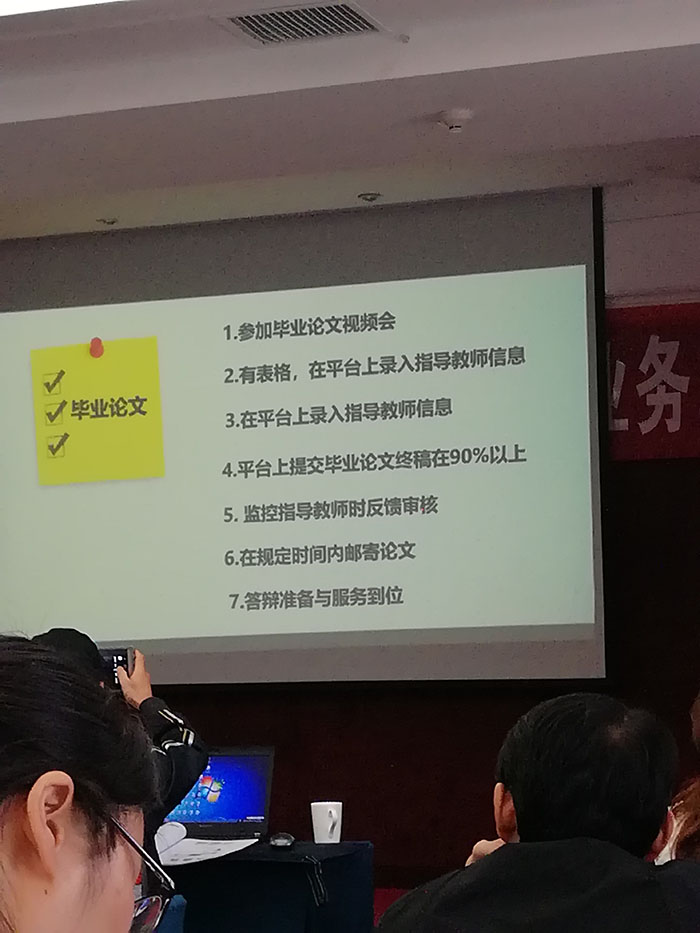 毕业论文
1.参加毕业论文视频会
2.有表格，在平台上录入指导教师信息
3.在平台上录入指导教师信息
4.平台上提交毕业论文终稿在90%以上
5. 监控指导教师时反馈审核
6.在规定时间内邮寄论文
7.答辩准备与服务到位
业务